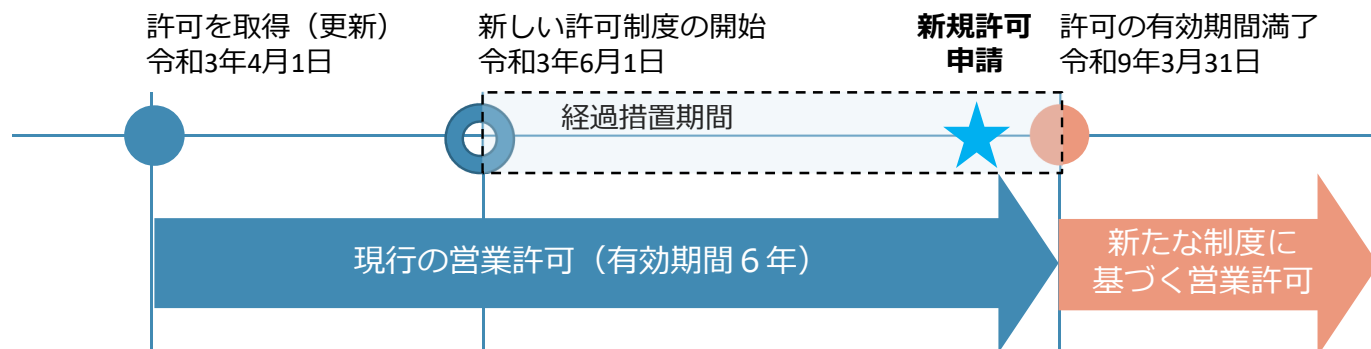 許可を取得（更新）
令和3年4月1日
新しい許可制度の開始
令和3年6月1日
新規許可
申請
許可の有効期間満了
令和9年3月31日
経過措置期間
現行の営業許可（有効期間６年）
新たな制度に
基づく営業許可